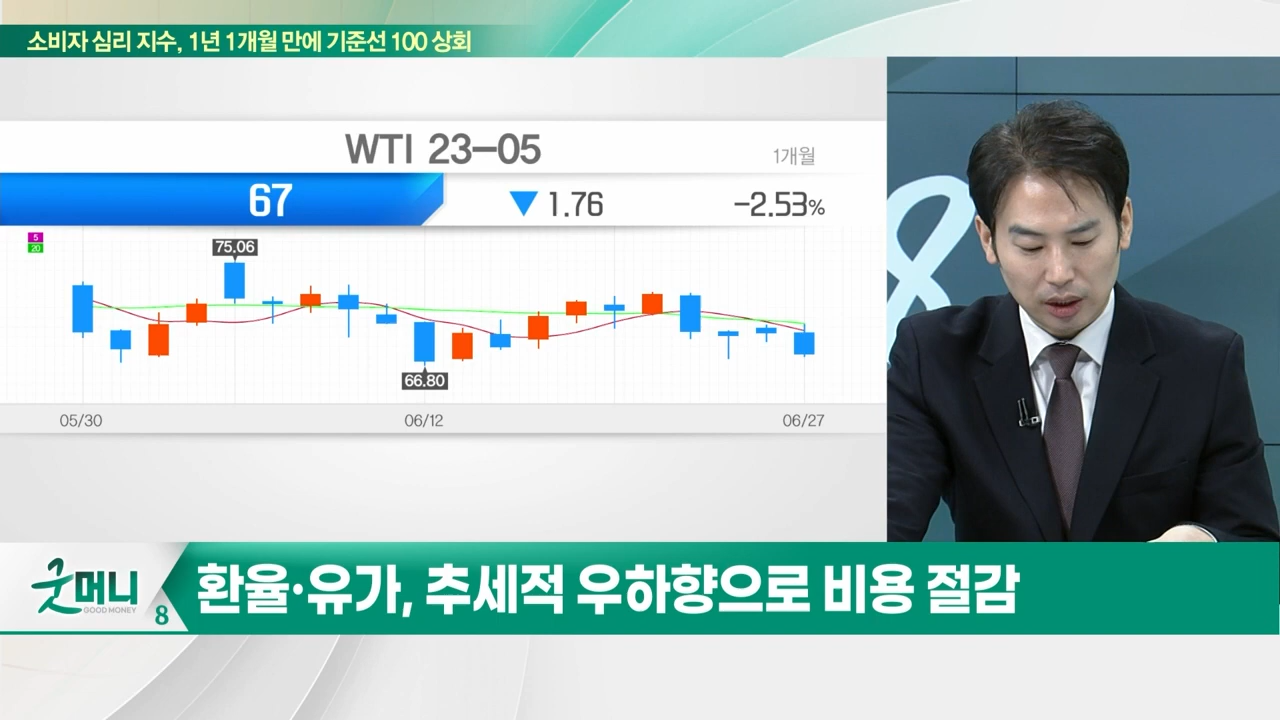 소비자 심리 지수, 1년 1개월 만에 기준선 100 상회
WTI 23-05
1개월
67
▼ 1.76
-2.53%
5
20
75.06
66.80
05/30
06/12
06/27
굿머니
GOOD MONEY
8
환율·유가, 추세적 우하향으로 비용 절감
8